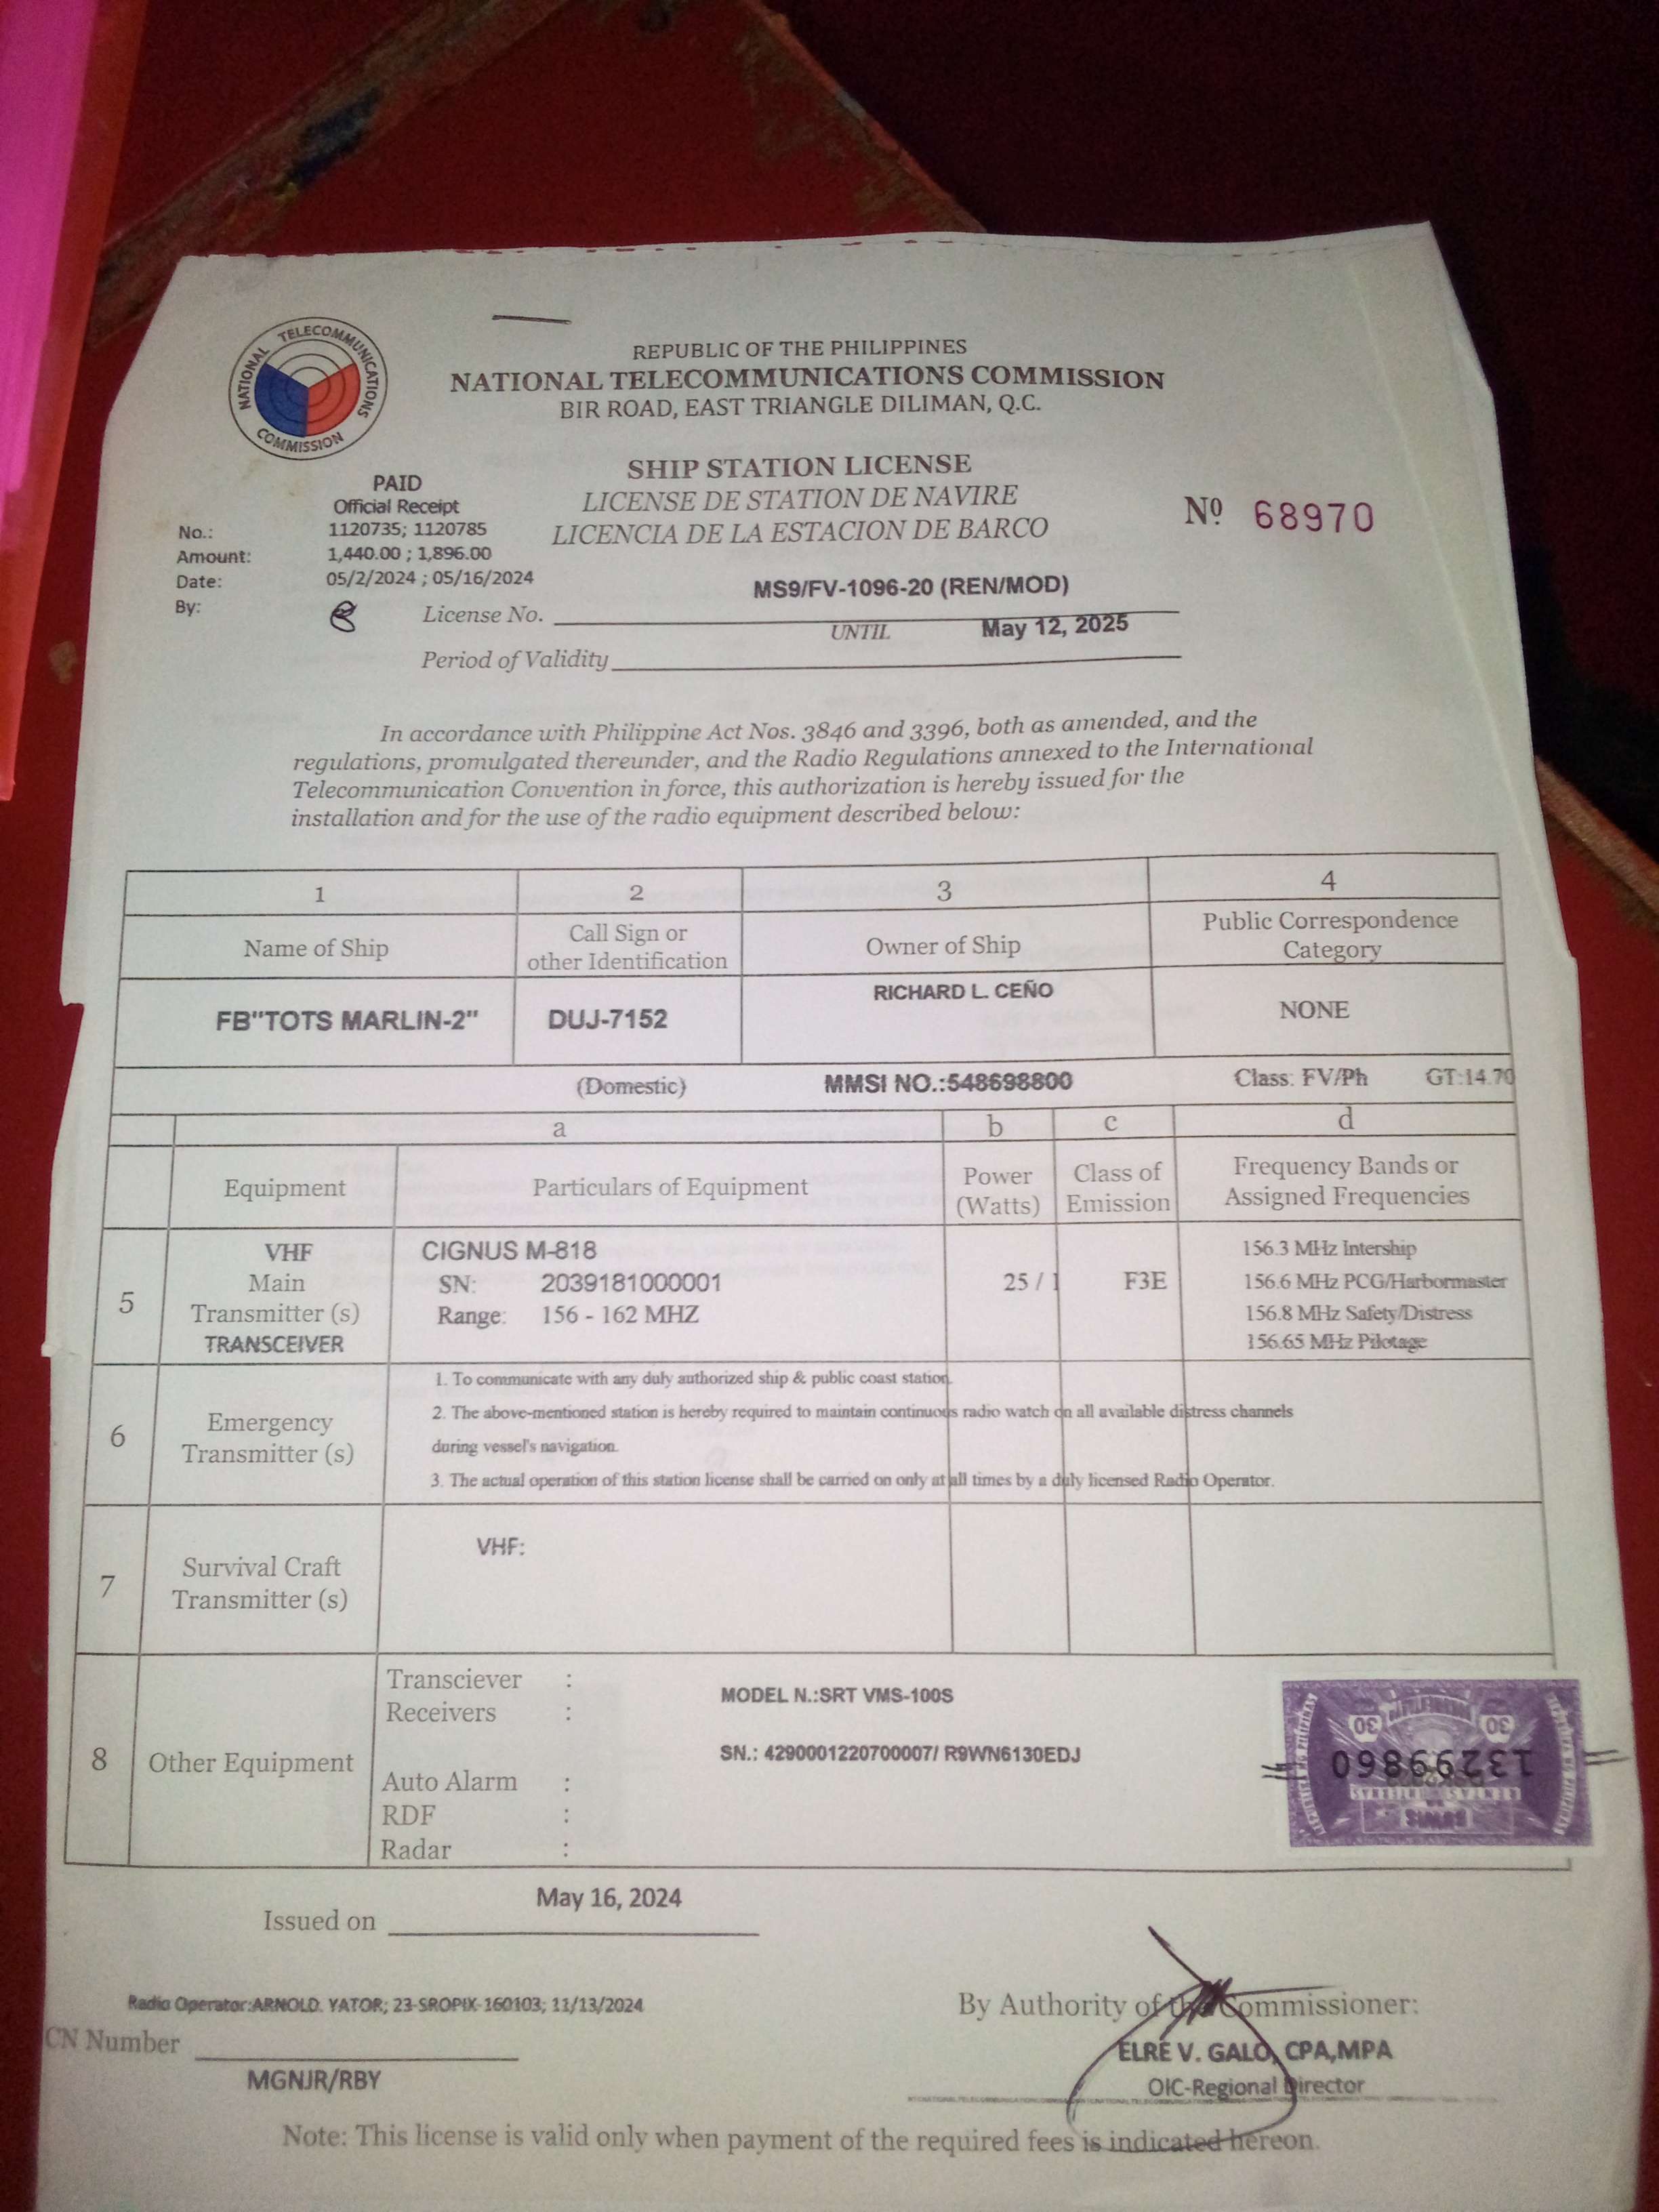 NATIONAL TELECOMMUNICATIONS COMMISSION
REPUBLIC OF THE PHILIPPINES
NATIONAL TELECOMMUNICATIONS COMMISSION
BIR ROAD, EAST TRIANGLE DILIMAN, Q.C.
SHIP STATION LICENSE
LICENSE DE STATION DE NAVIRE
LICENCIA DE LA ESTACION DE BARCO
Nº 68970
PAID
Official Receipt
No.: 1120735; 1120785
Amount: 1,440.00 ; 1,896.00
Date: 05/2/2024 ; 05/16/2024
By:
MS9/FV-1096-20 (REN/MOD)
License No.
UNTIL May 12, 2025
Period of Validity
In accordance with Philippine Act Nos. 3846 and 3396, both as amended, and the
regulations, promulgated thereunder, and the Radio Regulations annexed to the International
Telecommunication Convention in force, this authorization is hereby issued for the
installation and for the use of the radio equipment described below:
1 2 3 4
Name of Ship
Call Sign or
other Identification
Owner of Ship
Public Correspondence
Category
FB"TOTS MARLIN-2"
DUJ-7152
RICHARD L. CEÑO
NONE
(Domestic) MMSI NO.:548698800 Class: FV/Ph GT:14.70
a b c d
Equipment
Particulars of Equipment
Power
(Watts)
Class of
Emission
Frequency Bands or
Assigned Frequencies
5
VHF
Main
Transmitter (s)
TRANSCEIVER
CIGNUS M-818
SN: 2039181000001
Range: 156 - 162 MHZ
25 / 1
F3E
156.3 MHz Intership
156.6 MHz PCG/Harbormaster
156.8 MHz Safety/Distress
156.65 MHz Pilotage
6
Emergency
Transmitter (s)
1. To communicate with any duly authorized ship & public coast station.
2. The above-mentioned station is hereby required to maintain continuous radio watch on all available distress channels
during vessel's navigation.
3. The actual operation of this station license shall be carried on only at all times by a duly licensed Radio Operator.
7
Survival Craft
Transmitter (s)
VHF:
8
Other Equipment
Transciever :
Receivers :
Auto Alarm :
RDF :
Radar :
MODEL N.:SRT VMS-100S
SN.: 4290001220700007/ R9WN6130EDJ
30 30
13299860
May 16, 2024
Issued on
Radio Operator:ARNOLD. YATOR; 23-SROPIX-160103; 11/13/2024
CN Number
MGNJR/RBY
By Authority of the Commissioner:
ELRE V. GALO, CPA,MPA
OIC-Regional Director
Note: This license is valid only when payment of the required fees is indicated hereon.